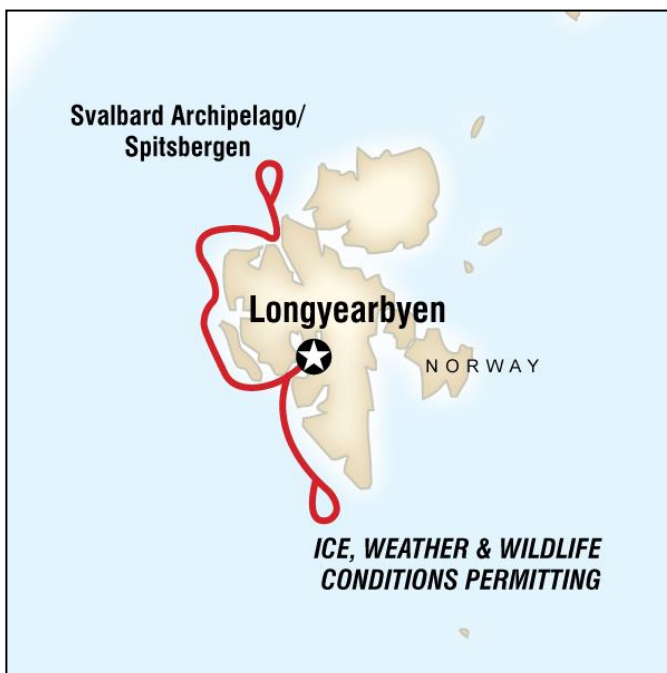 Svalbard Archipelago/
Spitsbergen
Longyearbyen
NORWAY
ICE, WEATHER & WILDLIFE
CONDITIONS PERMITTING